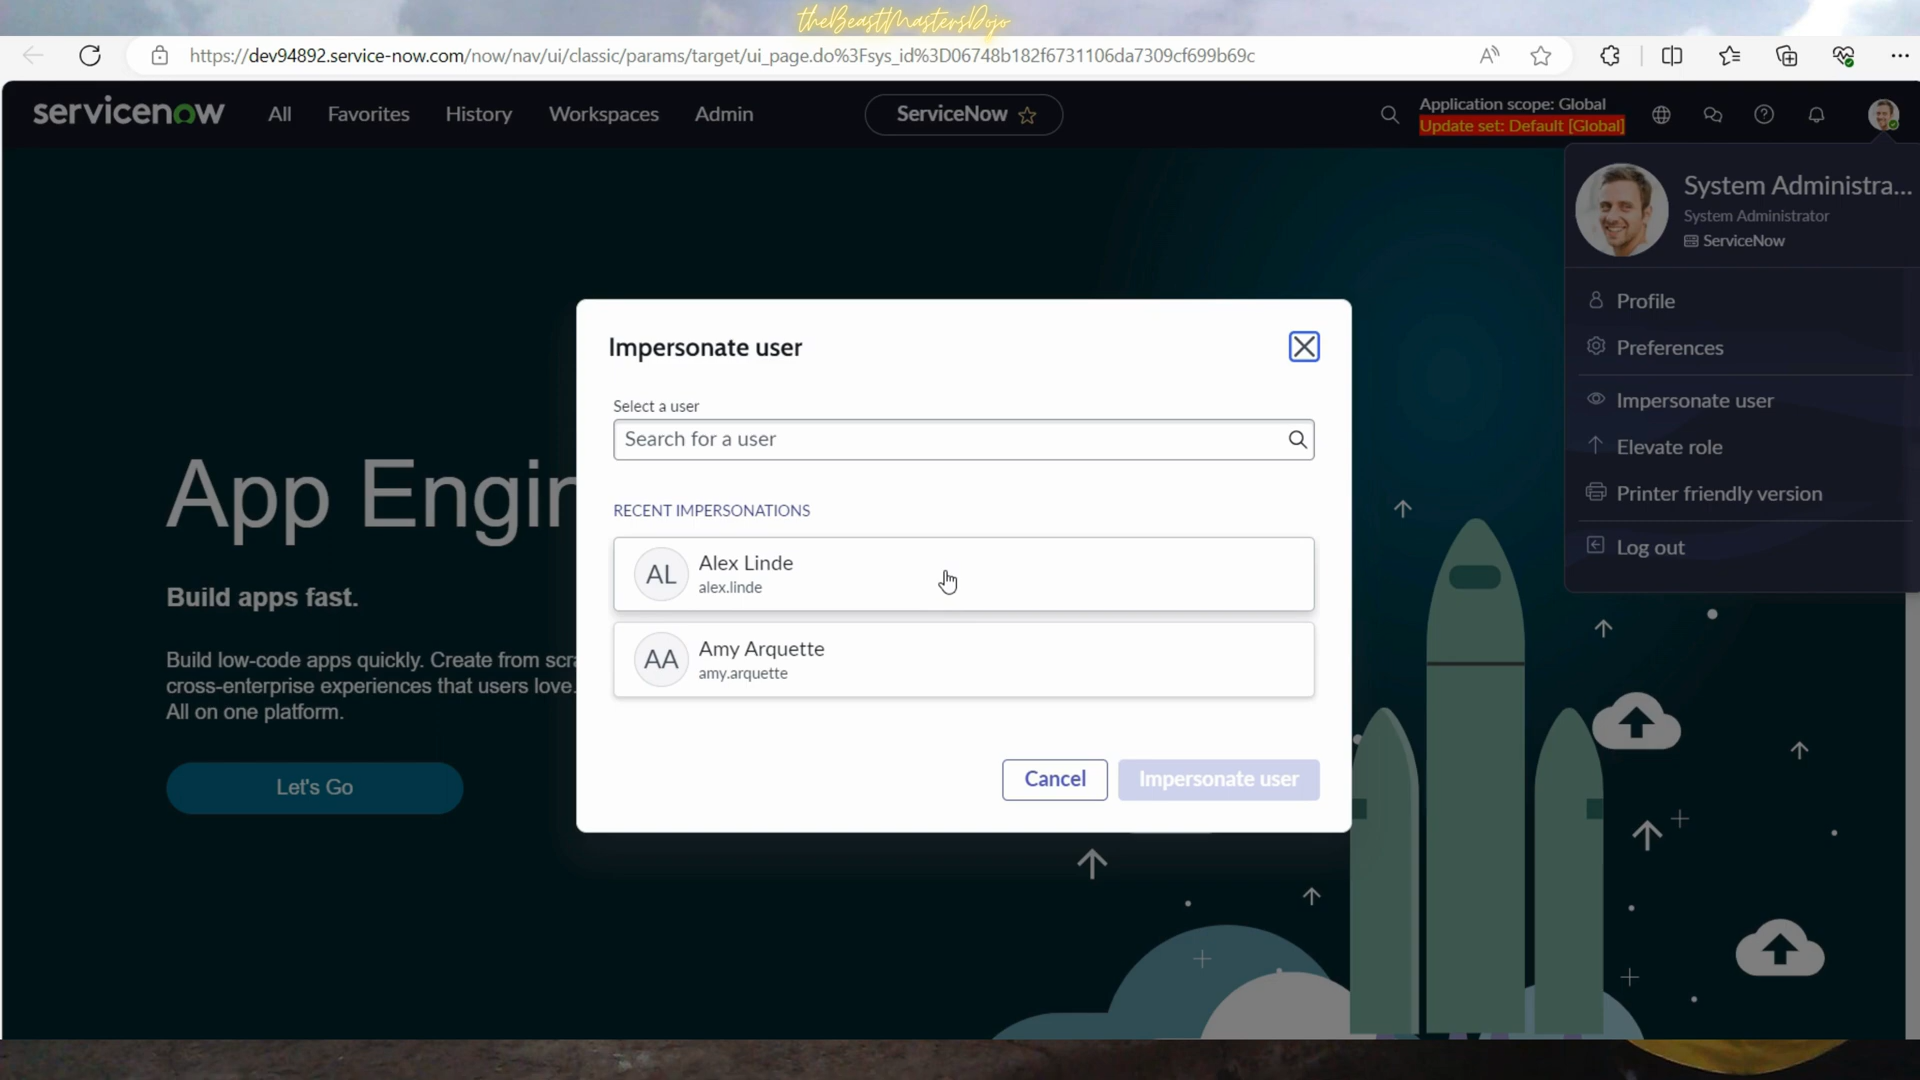 theBeastMastersDojo
https://dev94892.service-now.com/now/nav/ui/classic/params/target/ui_page.do%3Fsys_id%3D06748b182f6731106da7309cf699b69c
servicenow
All
Favorites
History
Workspaces
Admin
ServiceNow
Application scope: Global
Update set: Default [Global]
System Administra...
System Administrator
ServiceNow
Profile
Preferences
Impersonate user
Elevate role
Printer friendly version
Log out
App Engin
Build apps fast.
Build low-code apps quickly. Create from scra
cross-enterprise experiences that users love.
All on one platform.
Let's Go
Impersonate user
Select a user
Search for a user
RECENT IMPERSONATIONS
AL
Alex Linde
alex.linde
AA
Amy Arquette
amy.arquette
Cancel
Impersonate user